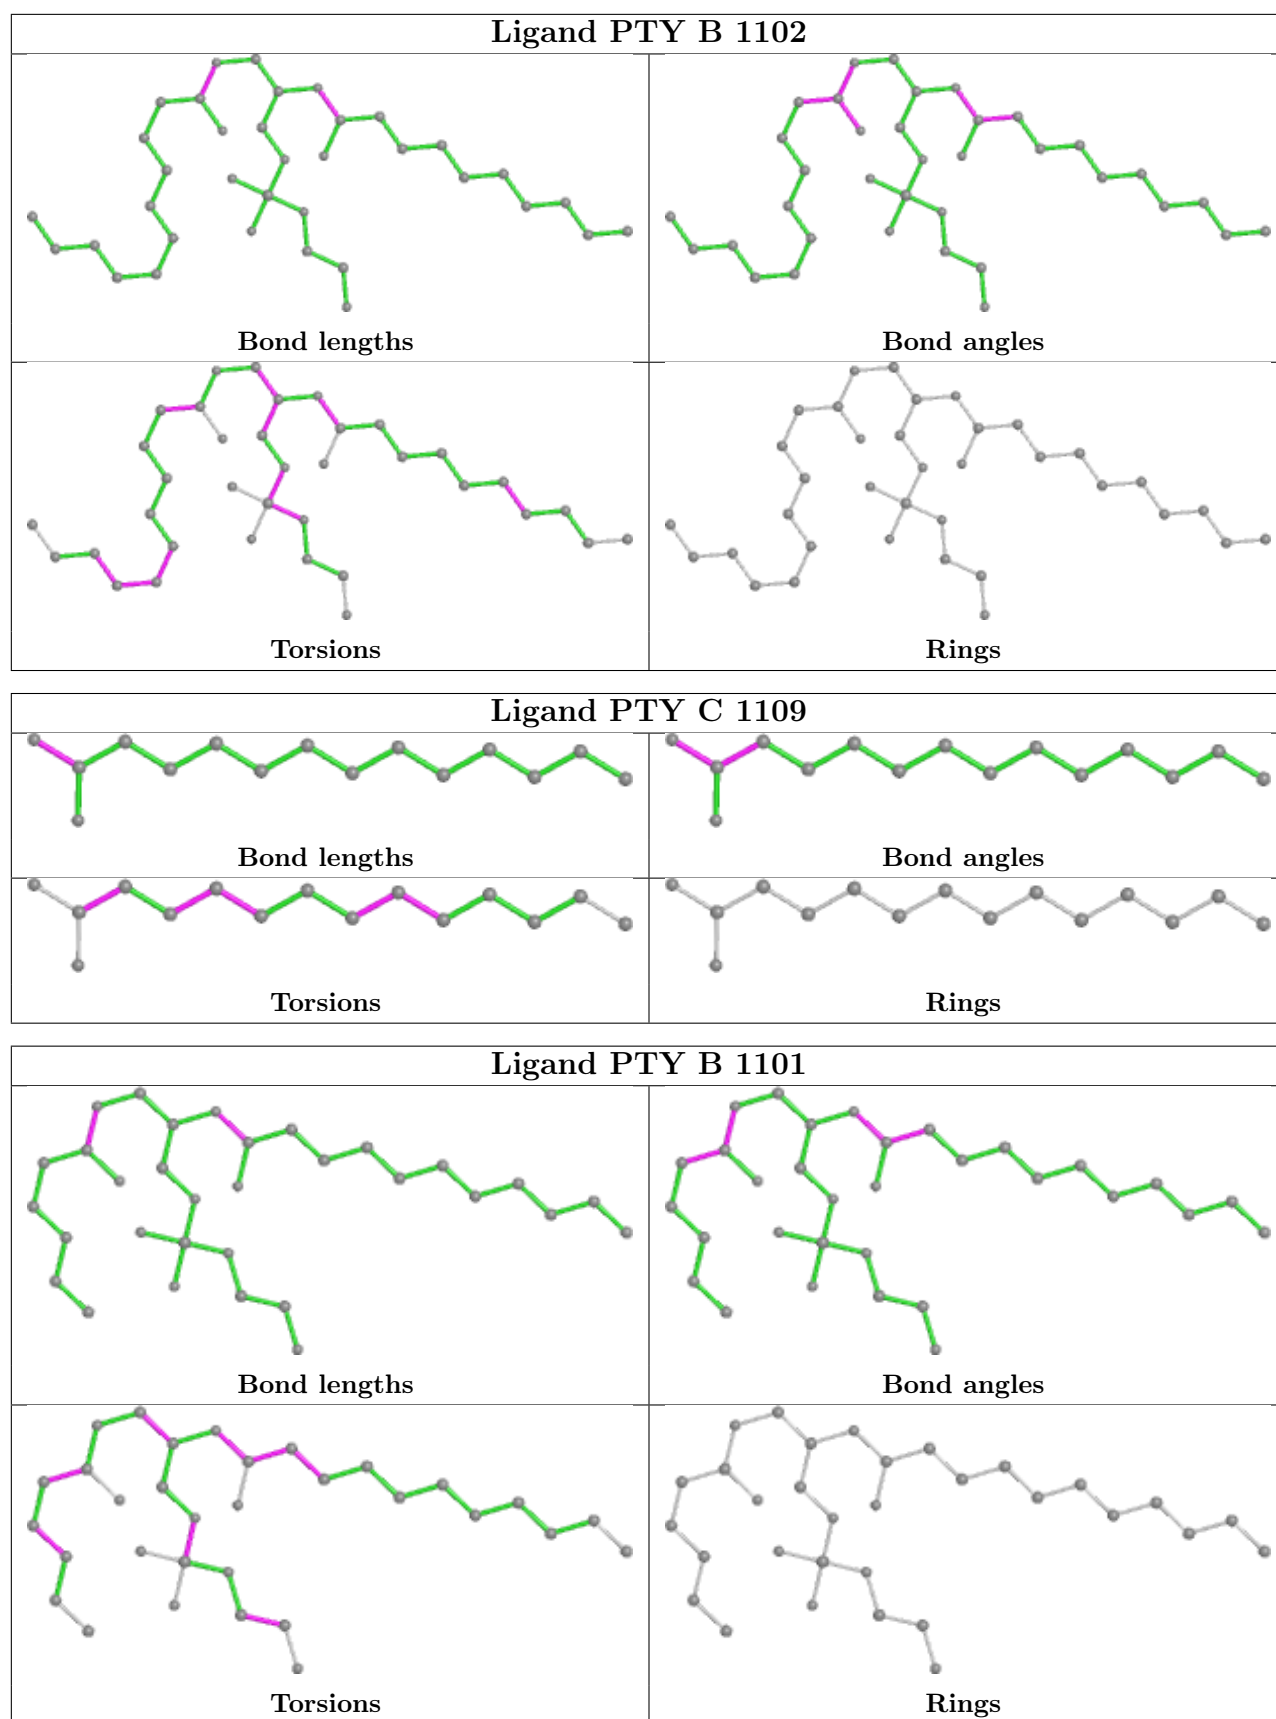 Ligand PTY B 1102
Bond lengths
Bond angles
Torsions
Rings
Ligand PTY C 1109
Bond lengths
Bond angles
Torsions
Rings
Ligand PTY B 1101
Bond lengths
Bond angles
Torsions
Rings